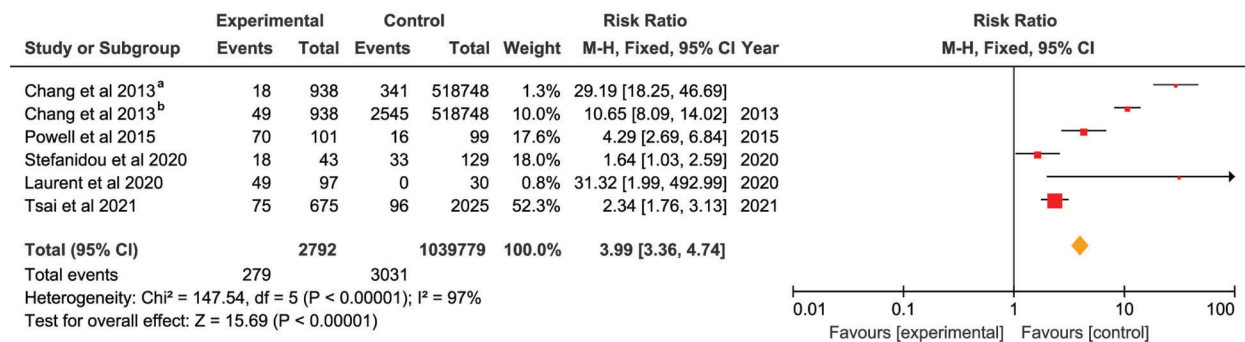 Experimental Control Risk Ratio Risk Ratio
Study or Subgroup Events Total Events Total Weight M-H, Fixed, 95% CI Year M-H, Fixed, 95% CI
Chang et al 2013a 18 938 341 518748 1.3% 29.19 [18.25, 46.69]
Chang et al 2013b 49 938 2545 518748 10.0% 10.65 [8.09, 14.02] 2013
Powell et al 2015 70 101 16 99 17.6% 4.29 [2.69, 6.84] 2015
Stefanidou et al 2020 18 43 33 129 18.0% 1.64 [1.03, 2.59] 2020
Laurent et al 2020 49 97 0 30 0.8% 31.32 [1.99, 492.99] 2020
Tsai et al 2021 75 675 96 2025 52.3% 2.34 [1.76, 3.13] 2021
Total (95% CI) 2792 1039779 100.0% 3.99 [3.36, 4.74]
Total events 279 3031
Heterogeneity: Chi² = 147.54, df = 5 (P < 0.00001); I² = 97%
Test for overall effect: Z = 15.69 (P < 0.00001)
0.01 0.1 1 10 100
Favours [experimental] Favours [control]